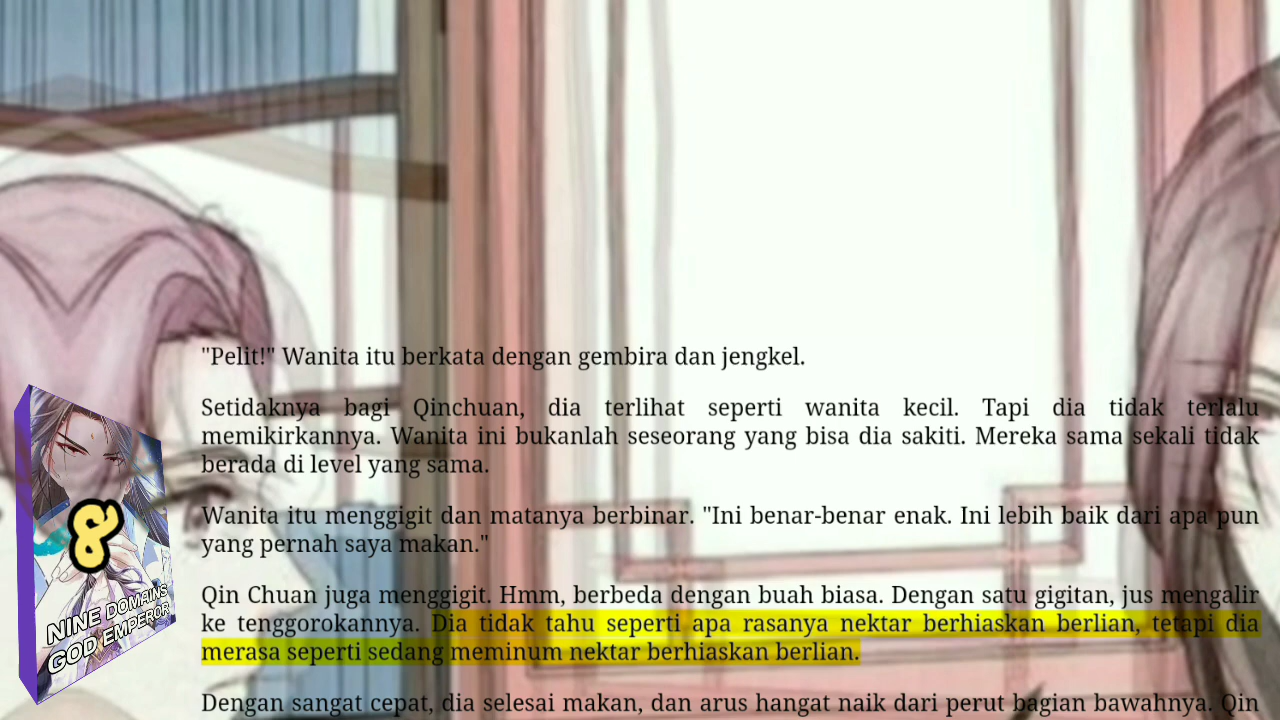 "Pelit!" Wanita itu berkata dengan gembira dan jengkel.
Setidaknya bagi Qinchuan, dia terlihat seperti wanita kecil. Tapi dia tidak terlalu
memikirkannya. Wanita ini bukanlah seseorang yang bisa dia sakiti. Mereka sama sekali tidak
berada di level yang sama.
Wanita itu menggigit dan matanya berbinar. "Ini benar-benar enak. Ini lebih baik dari apa pun
yang pernah saya makan."
Qin Chuan juga menggigit. Hmm, berbeda dengan buah biasa. Dengan satu gigitan, jus mengalir
ke tenggorokannya. Dia tidak tahu seperti apa rasanya nektar berhiaskan berlian, tetapi dia
merasa seperti sedang meminum nektar berhiaskan berlian.
Dengan sangat cepat, dia selesai makan, dan arus hangat naik dari perut bagian bawahnya. Qin
8
NINE DOMAINS
GOD EMPEROR